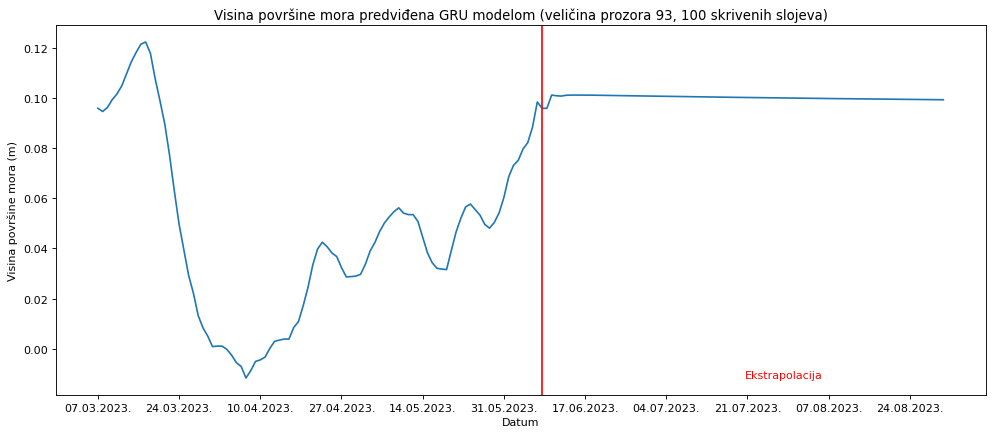 Visina površine mora predviđena GRU modelom (veličina prozora 93, 100 skrivenih slojeva)
Visina površine mora (m)
0.12
0.10
0.08
0.06
0.04
0.02
0.00
Ekstrapolacija
07.03.2023. 24.03.2023. 10.04.2023. 27.04.2023. 14.05.2023. 31.05.2023. 17.06.2023. 04.07.2023. 21.07.2023. 07.08.2023. 24.08.2023.
Datum